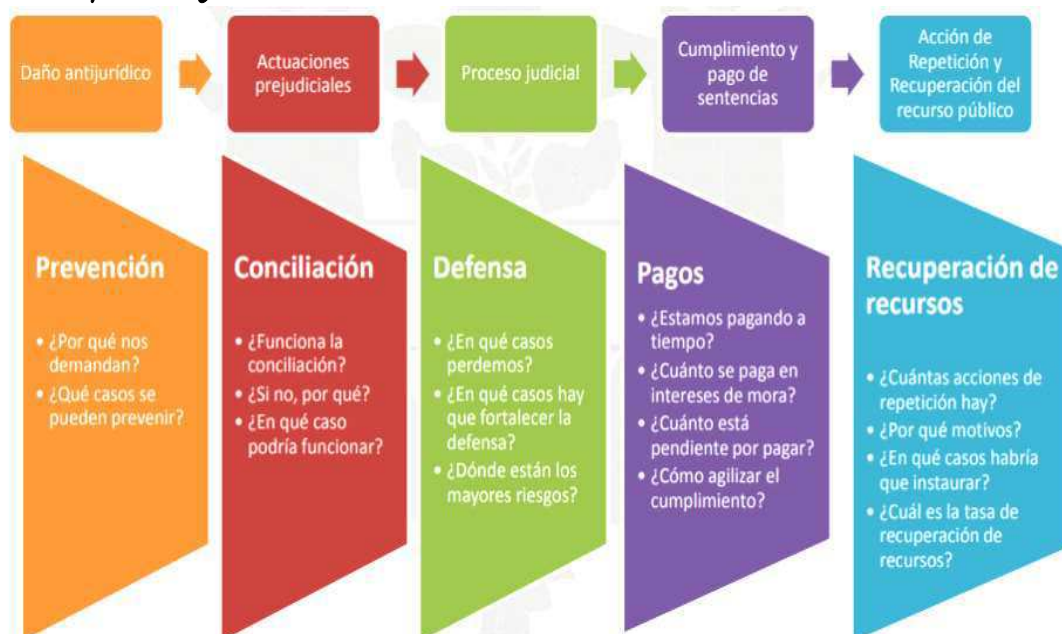 Daño antijurídico
Actuaciones
prejudiciales
Proceso judicial
Cumplimiento y
pago de
sentencias
Acción de
Repetición y
Recuperación del
recurso público
Prevención
• ¿Por qué nos
demandan?
• ¿Qué casos se
pueden prevenir?
Conciliación
• ¿Funciona la
conciliación?
• ¿Si no, por qué?
• ¿En qué caso
podría funcionar?
Defensa
• ¿En qué casos
perdemos?
• ¿En qué casos hay
que fortalecer la
defensa?
• ¿Dónde están los
mayores riesgos?
Pagos
• ¿Estamos pagando a
tiempo?
• ¿Cuánto se paga en
intereses de mora?
• ¿Cuánto está
pendiente por pagar?
• ¿Cómo agilizar el
cumplimiento?
Recuperación de
recursos
• ¿Cuántas acciones de
repetición hay?
• ¿Por qué motivos?
• ¿En qué casos habría
que instaurar?
• ¿Cuál es la tasa de
recuperación de
recursos?